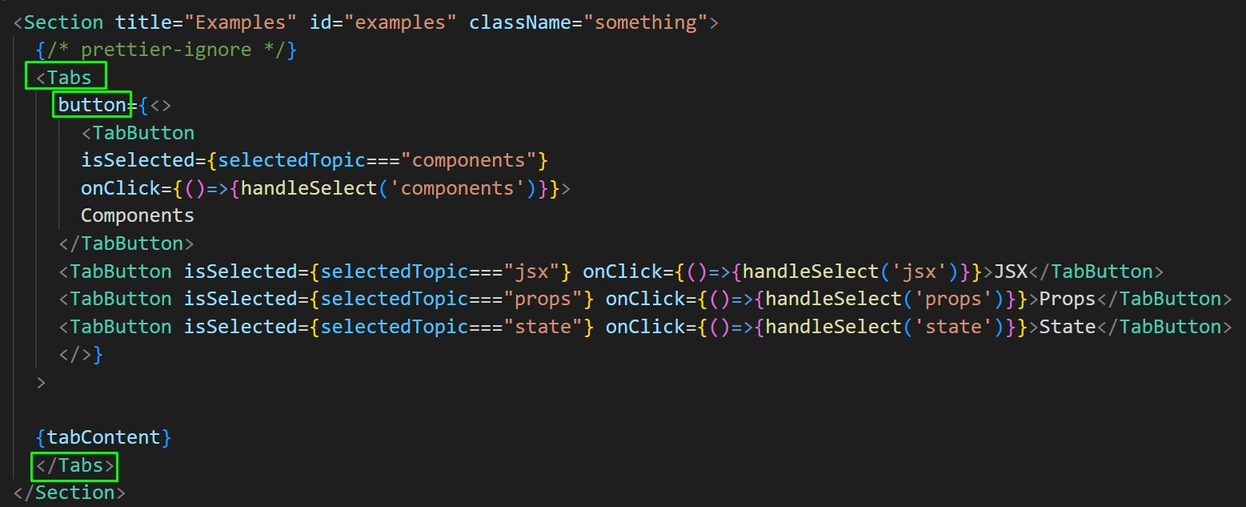 <Section title="Examples" id="examples" className="something">
{/* prettier-ignore */}
<Tabs
button={<>
<TabButton
isSelected={selectedTopic==="components"}
onClick={()=>{handleSelect('components')}}>
Components
</TabButton>
<TabButton isSelected={selectedTopic==="jsx"} onClick={()=>{handleSelect('jsx')}}>JSX</TabButton>
<TabButton isSelected={selectedTopic==="props"} onClick={()=>{handleSelect('props')}}>Props</TabButton>
<TabButton isSelected={selectedTopic==="state"} onClick={()=>{handleSelect('state')}}>State</TabButton>
</>}
>
{tabContent}
</Tabs>
</Section>